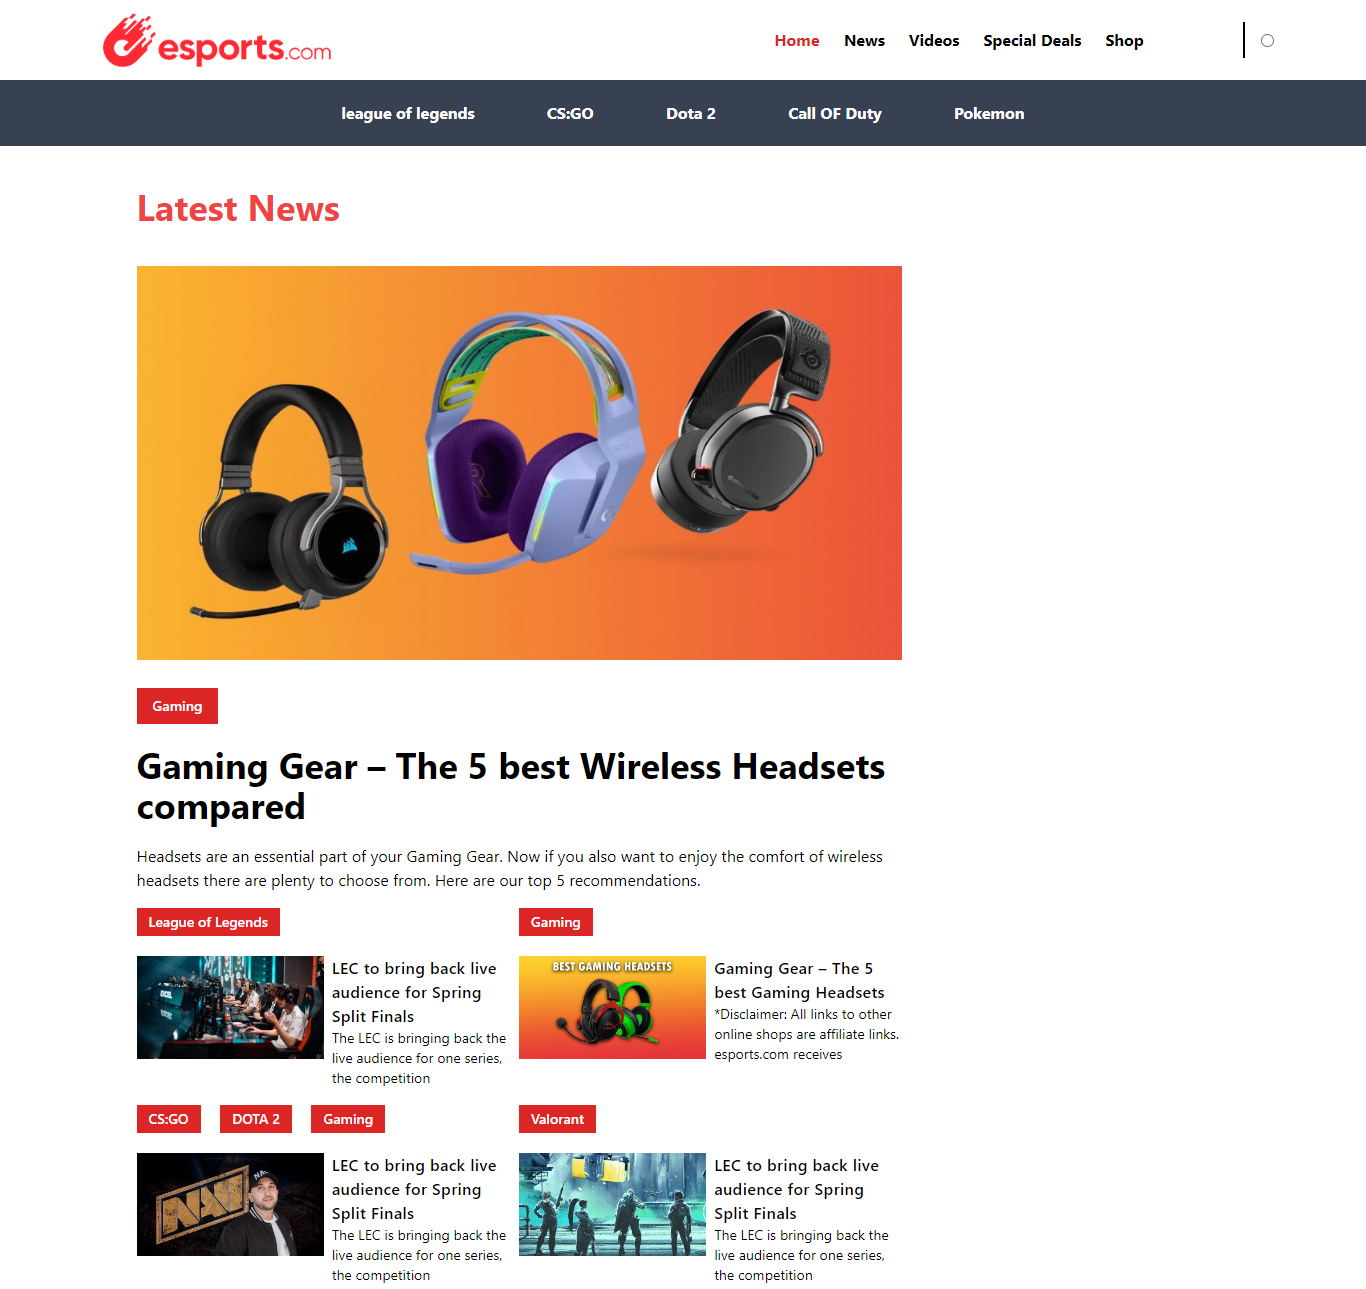 esports.com
Home News Videos Special Deals Shop
league of legends CS:GO Dota 2 Call OF Duty Pokemon
Latest News
Gaming
Gaming Gear – The 5 best Wireless Headsets
compared
Headsets are an essential part of your Gaming Gear. Now if you also want to enjoy the comfort of wireless
headsets there are plenty to choose from. Here are our top 5 recommendations.
League of Legends
EXCEL
LEC to bring back live
audience for Spring
Split Finals
The LEC is bringing back the
live audience for one series,
the competition
Gaming
BEST GAMING HEADSETS
Gaming Gear – The 5
best Gaming Headsets
*Disclaimer: All links to other
online shops are affiliate links.
esports.com receives
CS:GO DOTA 2 Gaming
NAVI
LEC to bring back live
audience for Spring
Split Finals
The LEC is bringing back the
live audience for one series,
the competition
Valorant
LEC to bring back live
audience for Spring
Split Finals
The LEC is bringing back the
live audience for one series,
the competition